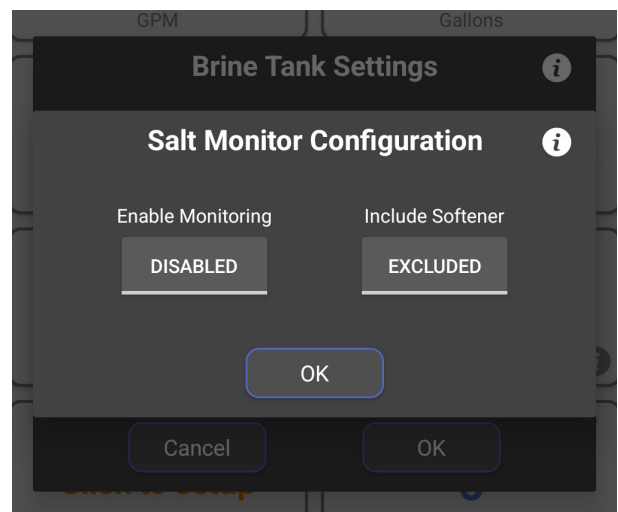 GPM Gallons
Brine Tank Settings i
Salt Monitor Configuration i
Enable Monitoring Include Softener
DISABLED EXCLUDED
OK
Cancel OK